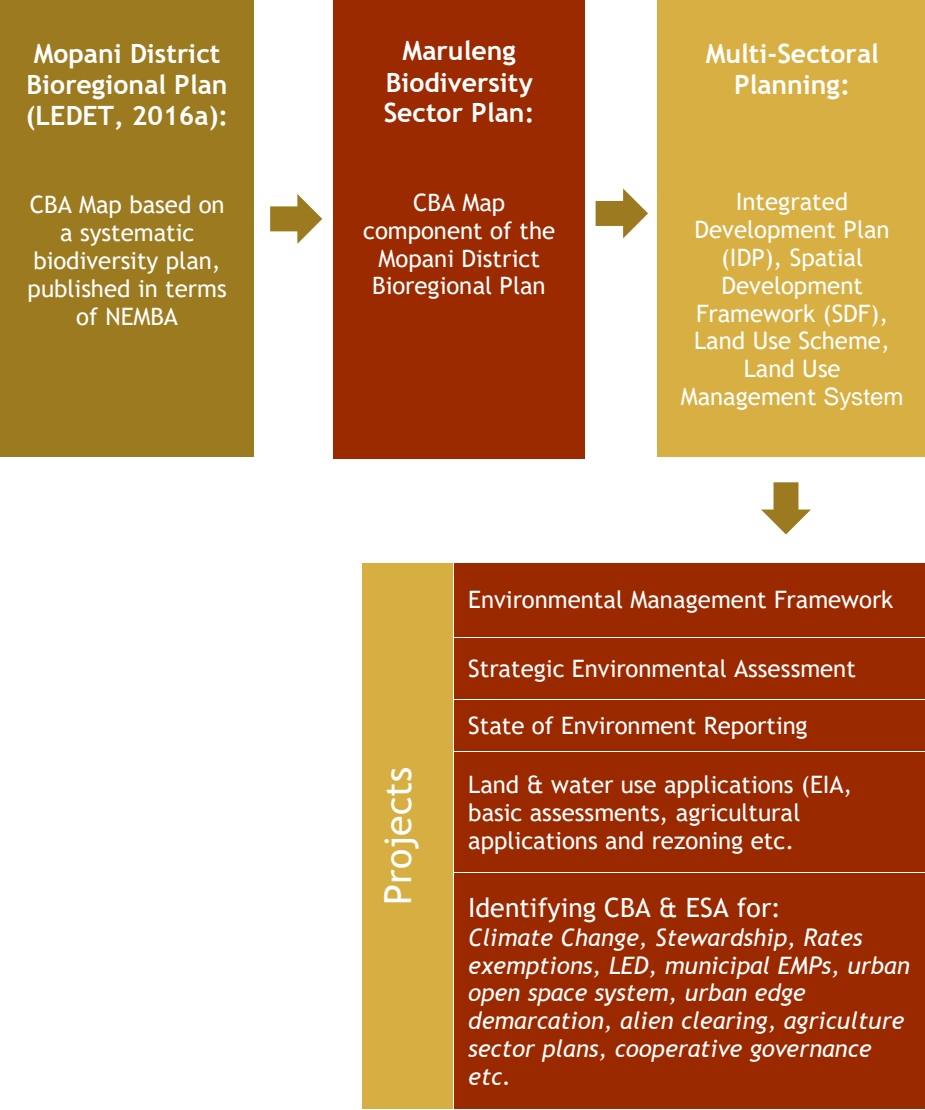 Mopani District
Bioregional Plan
(LEDET, 2016a):
CBA Map based on
a systematic
biodiversity plan,
published in terms
of NEMBA
Maruleng
Biodiversity
Sector Plan:
CBA Map
component of the
Mopani District
Bioregional Plan
Multi-Sectoral
Planning:
Integrated
Development Plan
(IDP), Spatial
Development
Framework (SDF),
Land Use Scheme,
Land Use
Management System
Projects
Environmental Management Framework
Strategic Environmental Assessment
State of Environment Reporting
Land & water use applications (EIA,
basic assessments, agricultural
applications and rezoning etc.
Identifying CBA & ESA for:
Climate Change, Stewardship, Rates
exemptions, LED, municipal EMPs, urban
open space system, urban edge
demarcation, alien clearing, agriculture
sector plans, cooperative governance
etc.